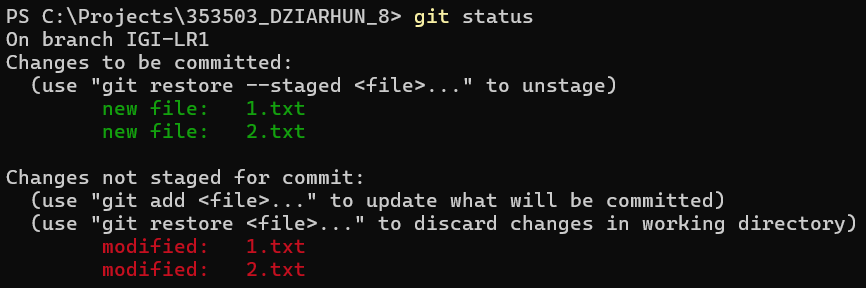 PS C:\Projects\353503_DZIARHUN_8> git status
On branch IGI-LR1
Changes to be committed:
  (use "git restore --staged <file>..." to unstage)
        new file:   1.txt
        new file:   2.txt

Changes not staged for commit:
  (use "git add <file>..." to update what will be committed)
  (use "git restore <file>..." to discard changes in working directory)
        modified:   1.txt
        modified:   2.txt